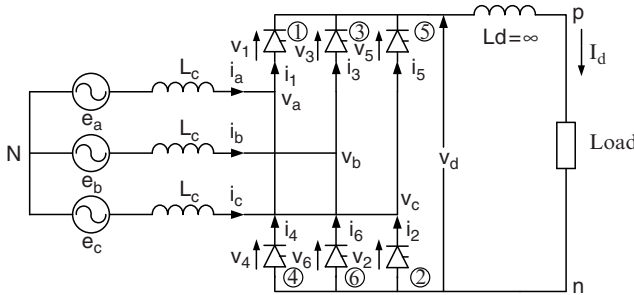 ① ③ ⑤ p
v1 v3 v5 Ld=∞ Id
Lc ia i1 i3 i5
va
ea
Lc ib Load
N vb vd
eb
Lc ic vc
ec i4 i6 i2
v4 v6 v2
④ ⑥ ② n